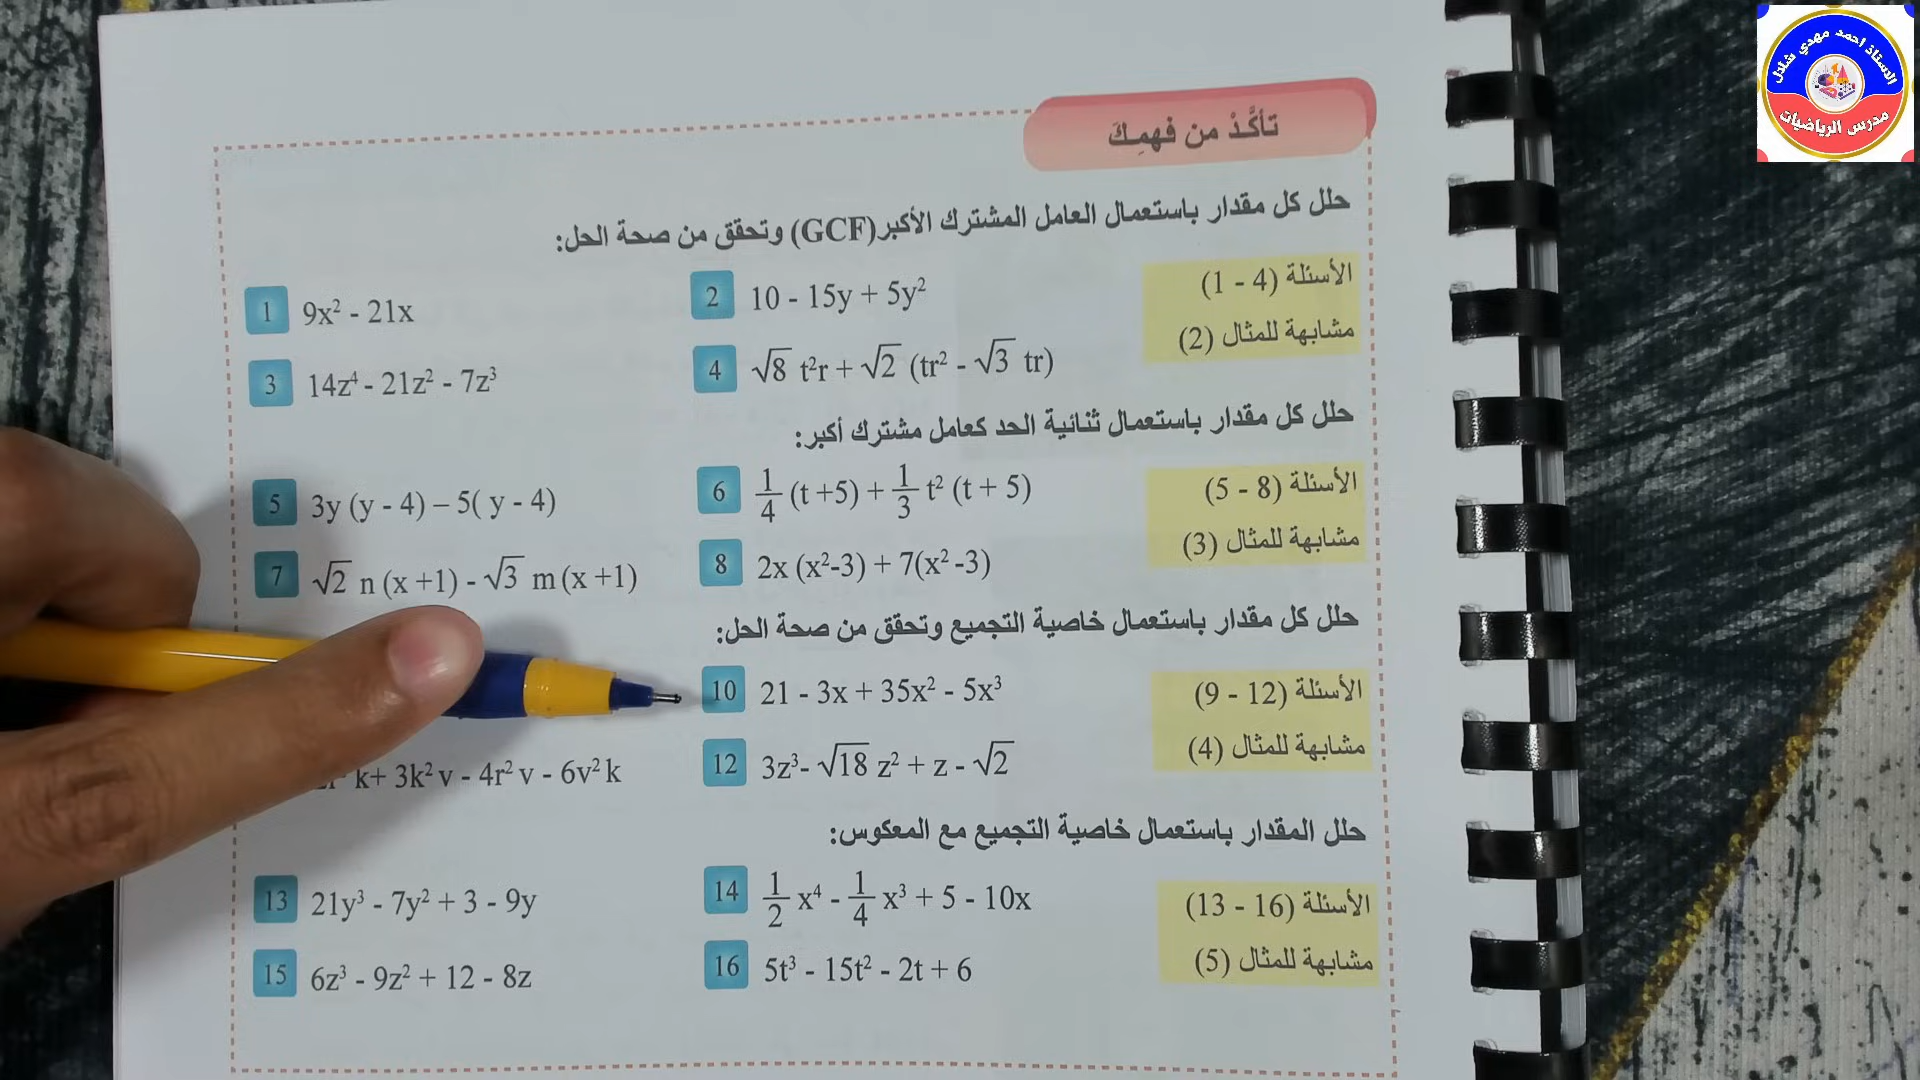 الاستاذ احمد مهدي شلال
مدرس الرياضيات
تأكَّدْ من فهمِكَ
حلل كل مقدار باستعمال العامل المشترك الأكبر(GCF) وتحقق من صحة الحل:
الأسئلة (1 - 4)
مشابهة للمثال (2)
1 9x² - 21x
2 10 - 15y + 5y²
3 14z⁴ - 21z² - 7z³
4 √8 t²r + √2 (tr² - √3 tr)
حلل كل مقدار باستعمال ثنائية الحد كعامل مشترك أكبر:
الأسئلة (5 - 8)
مشابهة للمثال (3)
5 3y (y - 4) – 5( y - 4)
6 1/4 (t +5) + 1/3 t² (t + 5)
7 √2 n (x +1) - √3 m (x +1)
8 2x (x²-3) + 7(x² -3)
حلل كل مقدار باستعمال خاصية التجميع وتحقق من صحة الحل:
الأسئلة (9 - 12)
مشابهة للمثال (4)
10 21 - 3x + 35x² - 5x³
k+ 3k² v - 4r² v - 6v² k
12 3z³- √18 z² + z - √2
حلل المقدار باستعمال خاصية التجميع مع المعكوس:
الأسئلة (13 - 16)
مشابهة للمثال (5)
13 21y³ - 7y² + 3 - 9y
14 1/2 x⁴ - 1/4 x³ + 5 - 10x
15 6z³ - 9z² + 12 - 8z
16 5t³ - 15t² - 2t + 6